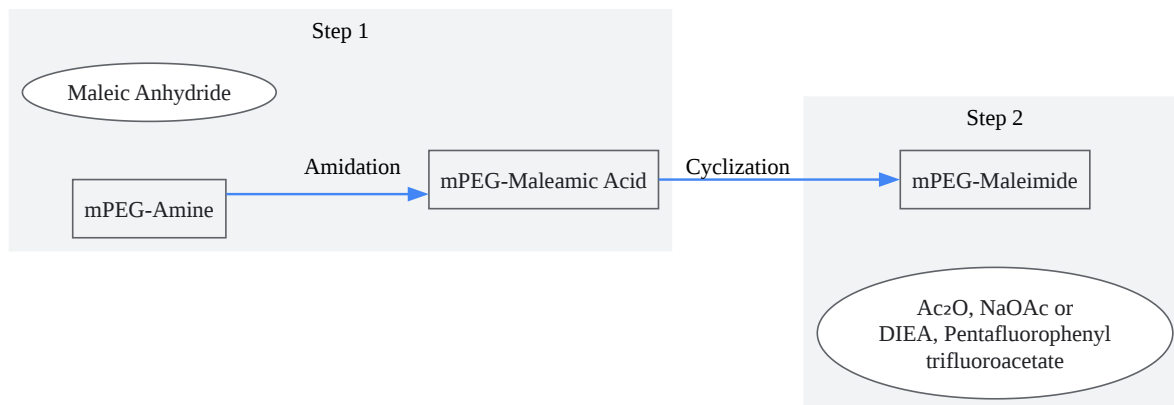 Step 1
Maleic Anhydride
Amidation
mPEG-Amine
mPEG-Maleamic Acid
Cyclization
Step 2
mPEG-Maleimide
Ac₂O, NaOAc or
DIEA, Pentafluorophenyl
trifluoroacetate